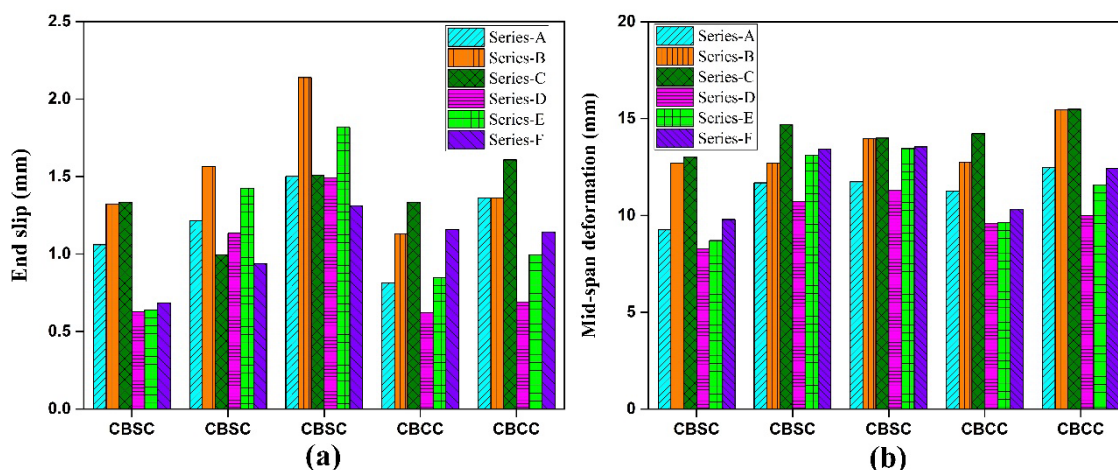 2.5
2.0
1.5
1.0
0.5
0.0
End slip (mm)
Series-A
Series-B
Series-C
Series-D
Series-E
Series-F
CBSC CBSC CBSC CBCC CBCC
(a)
20
15
10
5
0
Mid-span deformation (mm)
Series-A
Series-B
Series-C
Series-D
Series-E
Series-F
CBSC CBSC CBSC CBCC CBCC
(b)